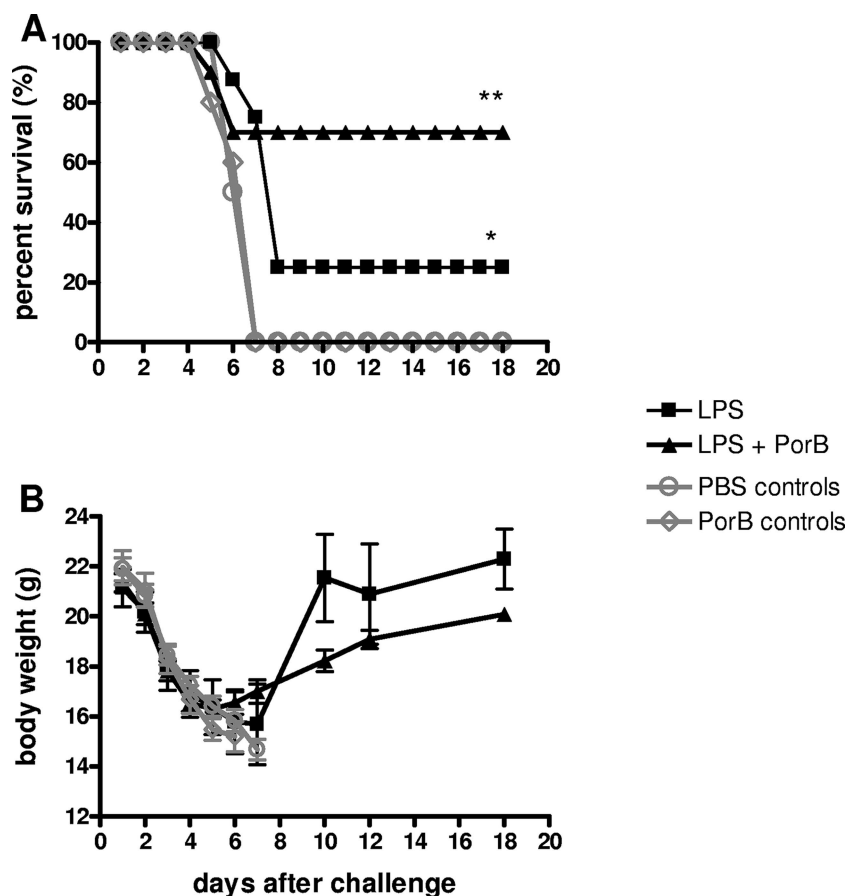 A
percent survival (%)
100
80
60
40
20
0
0 2 4 6 8 10 12 14 16 18 20
**
*
LPS
LPS + PorB
PBS controls
PorB controls
B
body weight (g)
24
22
20
18
16
14
12
0 2 4 6 8 10 12 14 16 18 20
days after challenge